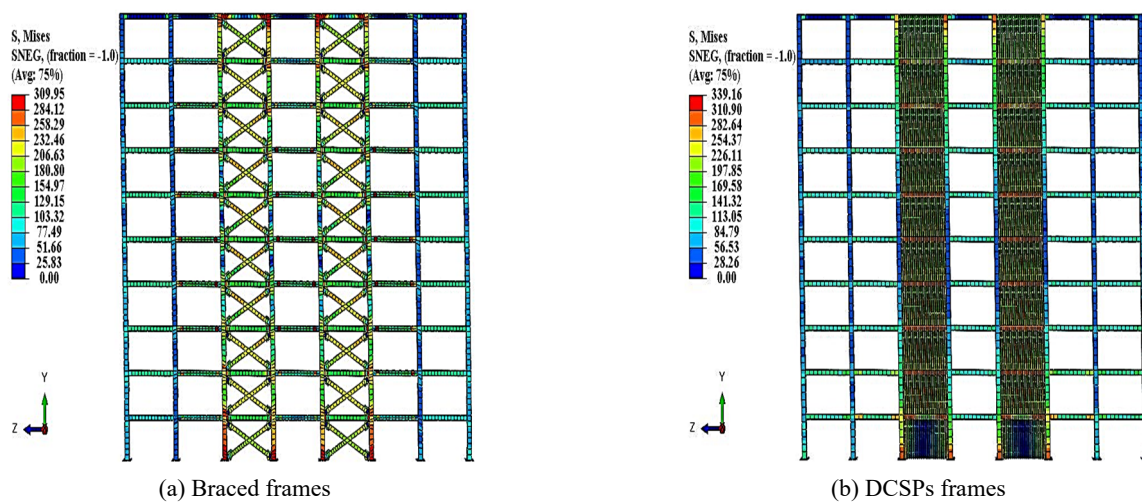 S, Mises
SNEG, (fraction = -1.0)
(Avg: 75%)
309.95
284.12
258.29
232.46
206.63
180.80
154.97
129.15
103.32
77.49
51.66
25.83
0.00
Y
Z
(a) Braced frames
S, Mises
SNEG, (fraction = -1.0)
(Avg: 75%)
339.16
310.90
282.64
254.37
226.11
197.85
169.58
141.32
113.05
84.79
56.53
28.26
0.00
Y
Z
(b) DCSPs frames